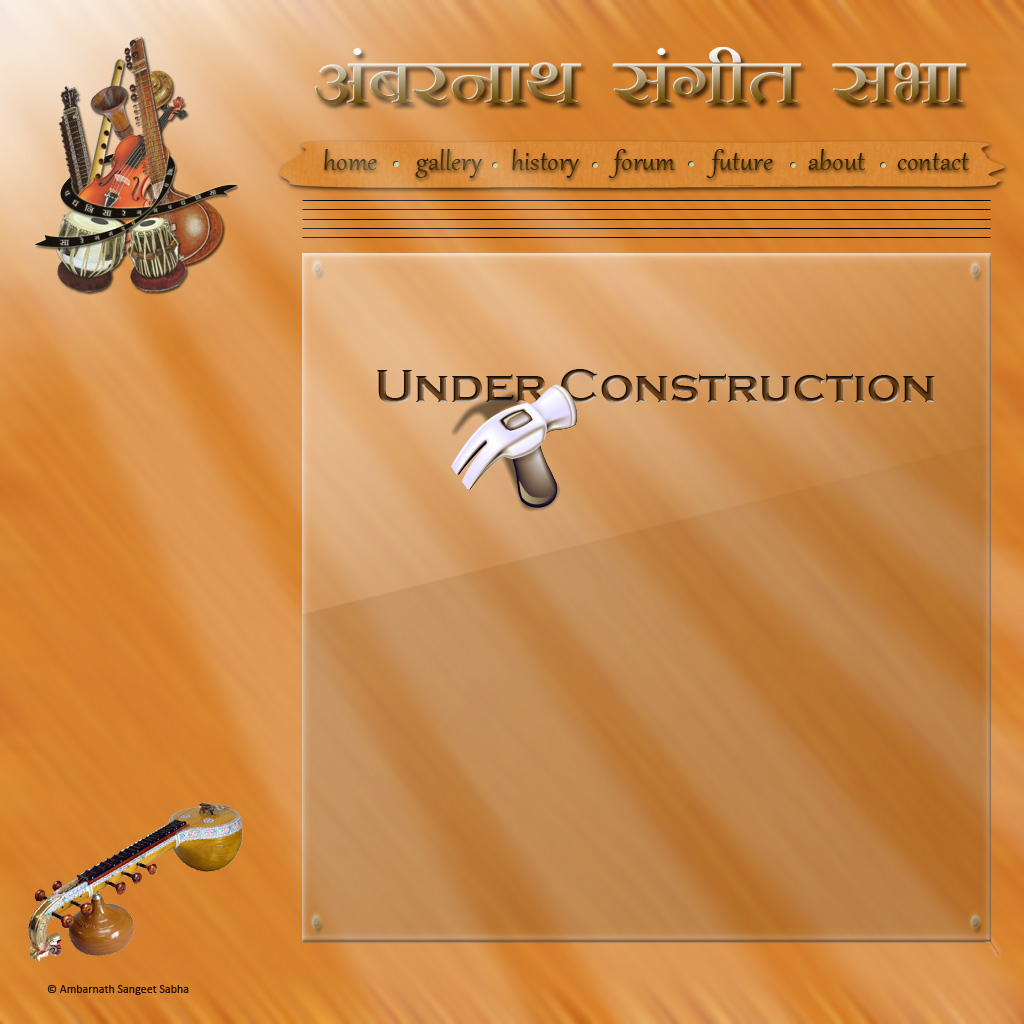 अंबरनाथ संगीत सभा
home • gallery • history • forum • future • about • contact
Under Construction
© Ambarnath Sangeet Sabha